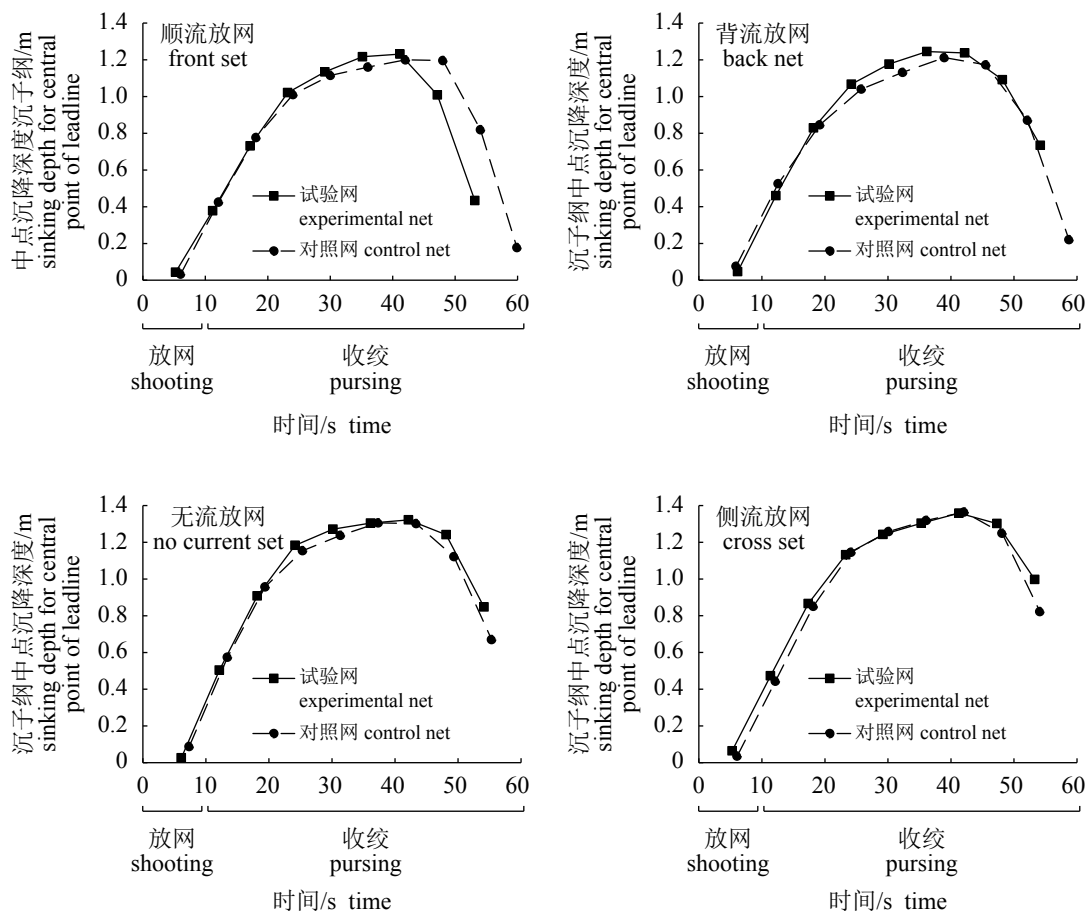 中点沉降深度沉子纲/m
sinking depth for central
point of leadline
1.4
1.2
1.0
0.8
0.6
0.4
0.2
0
顺流放网
front set
试验网
experimental net
对照网 control net
0 10 20 30 40 50 60
放网
shooting
收绞
pursing
时间/s time
沉子纲中点沉降深度/m
sinking depth for central
point of leadline
1.4
1.2
1.0
0.8
0.6
0.4
0.2
0
背流放网
back net
试验网
experimental net
对照网 control net
0 10 20 30 40 50 60
放网
shooting
收绞
pursing
时间/s time
沉子纲中点沉降深度/m
sinking depth for central
point of leadline
1.4
1.2
1.0
0.8
0.6
0.4
0.2
0
无流放网
no current set
试验网
experimental net
对照网 control net
0 10 20 30 40 50 60
放网
shooting
收绞
pursing
时间/s time
沉子纲中点沉降深度/m
sinking depth for central
point of leadline
1.4
1.2
1.0
0.8
0.6
0.4
0.2
0
侧流放网
cross set
试验网
experimental net
对照网 control net
0 10 20 30 40 50 60
放网
shooting
收绞
pursing
时间/s time